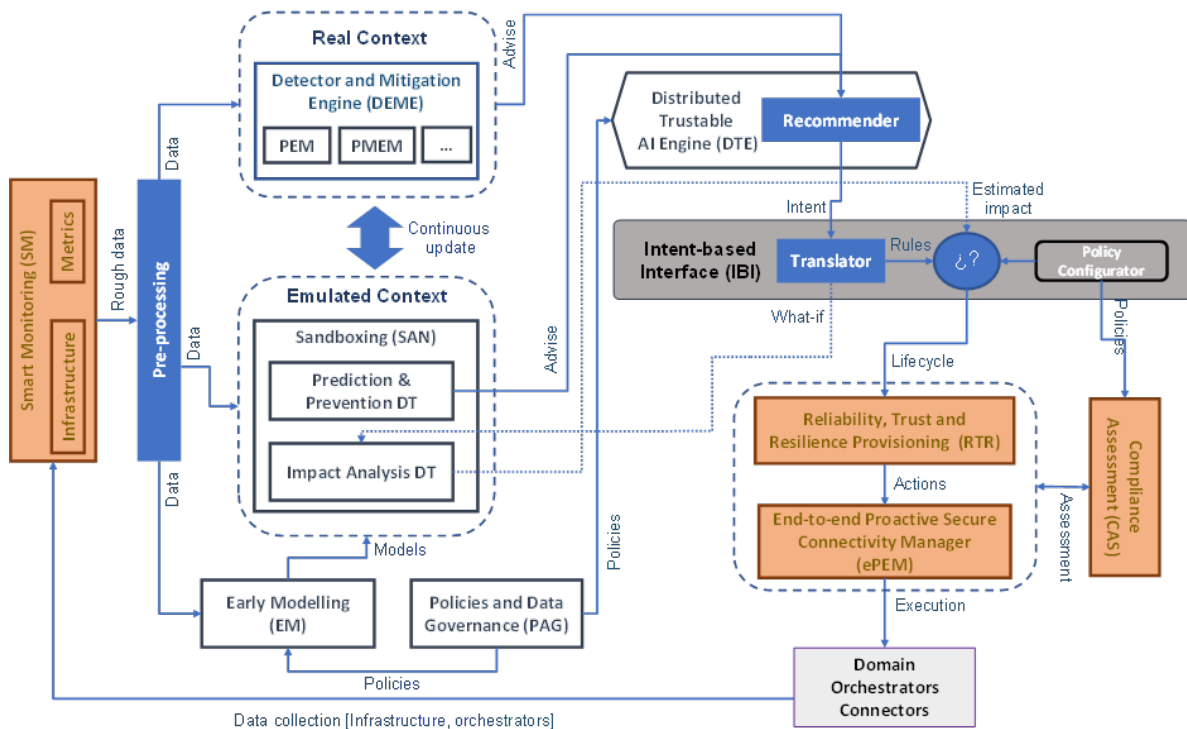 Real Context
Detector and Mitigation
Engine (DEME)
PEM
PMEM
...
Advise
Distributed
Trustable
AI Engine (DTE)
Recommender
Data
Smart Monitoring (SM)
Metrics
Infrastructure
Rough data
Pre-processing
Continuous
update
Intent
Estimated
impact
Intent-based
Interface (IBI)
Translator
Rules
¿?
Policy
Configurator
Emulated Context
Sandboxing (SAN)
Prediction &
Prevention DT
Impact Analysis DT
Data
Advise
What-if
Lifecycle
Policies
Reliability, Trust and
Resilience Provisioning (RTR)
Actions
End-to-end Proactive Secure
Connectivity Manager
(ePEM)
Compliance
Assessment (CAS)
Assessment
Data
Models
Policies
Early Modelling
(EM)
Policies and Data
Governance (PAG)
Policies
Execution
Domain
Orchestrators
Connectors
Data collection [Infrastructure, orchestrators]